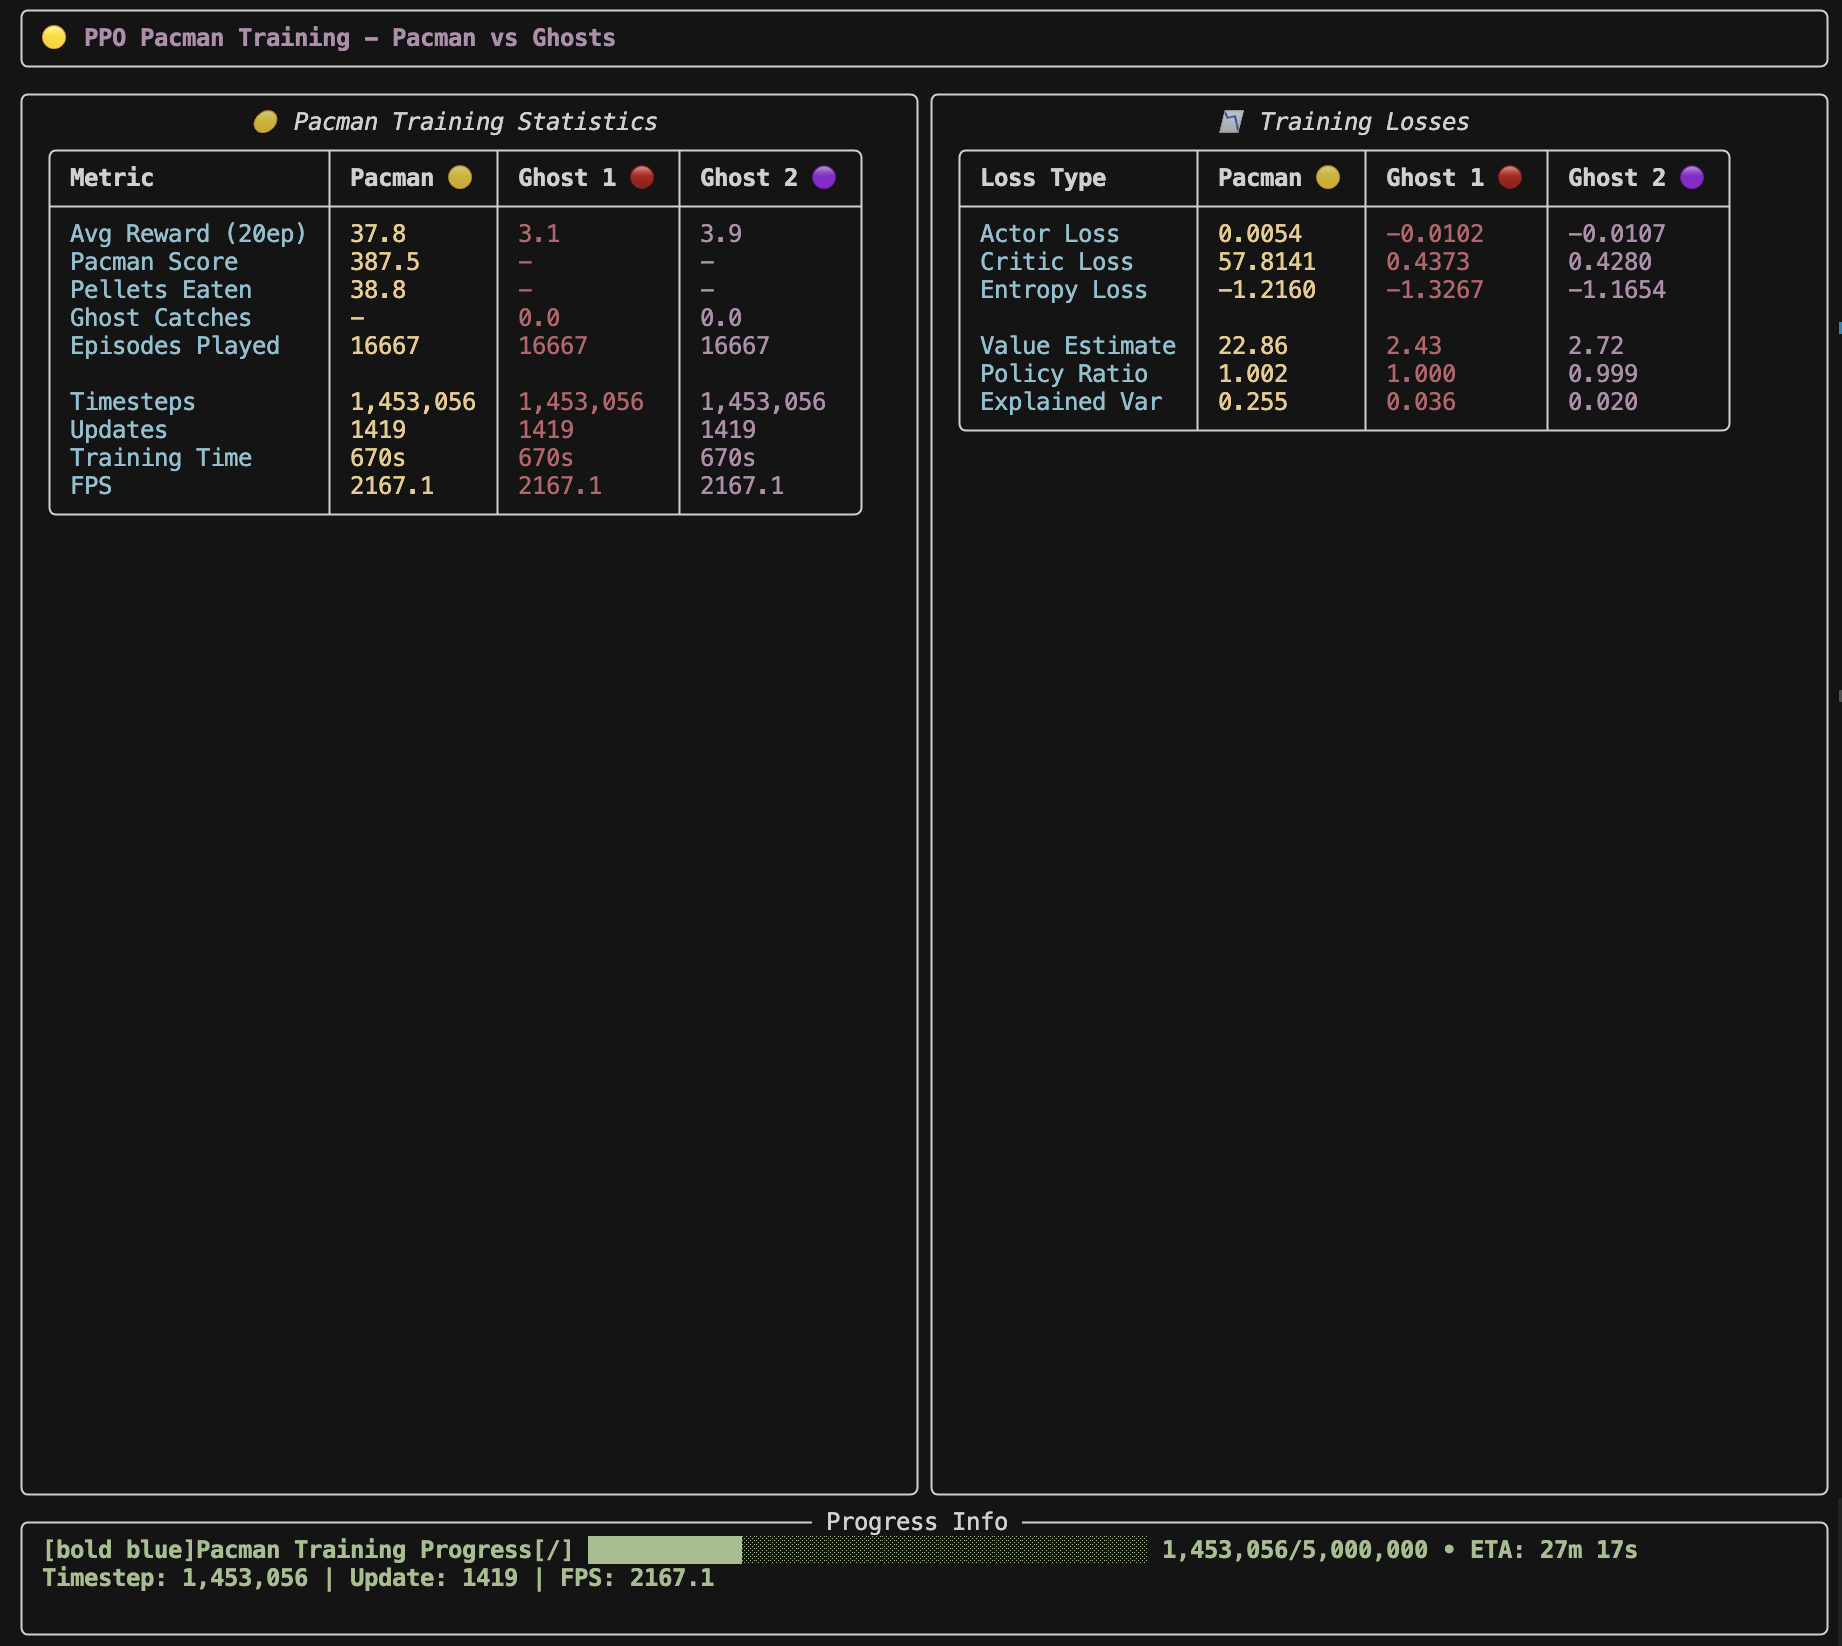 PPO Pacman Training – Pacman vs Ghosts
Pacman Training Statistics
Metric Pacman Ghost 1 Ghost 2
Avg Reward (20ep) 37.8 3.1 3.9
Pacman Score 387.5 – –
Pellets Eaten 38.8 – –
Ghost Catches – 0.0 0.0
Episodes Played 16667 16667 16667
Timesteps 1,453,056 1,453,056 1,453,056
Updates 1419 1419 1419
Training Time 670s 670s 670s
FPS 2167.1 2167.1 2167.1
Training Losses
Loss Type Pacman Ghost 1 Ghost 2
Actor Loss 0.0054 –0.0102 –0.0107
Critic Loss 57.8141 0.4373 0.4280
Entropy Loss –1.2160 –1.3267 –1.1654
Value Estimate 22.86 2.43 2.72
Policy Ratio 1.002 1.000 0.999
Explained Var 0.255 0.036 0.020
Progress Info
[bold blue]Pacman Training Progress[/] 1,453,056/5,000,000 • ETA: 27m 17s
Timestep: 1,453,056 | Update: 1419 | FPS: 2167.1